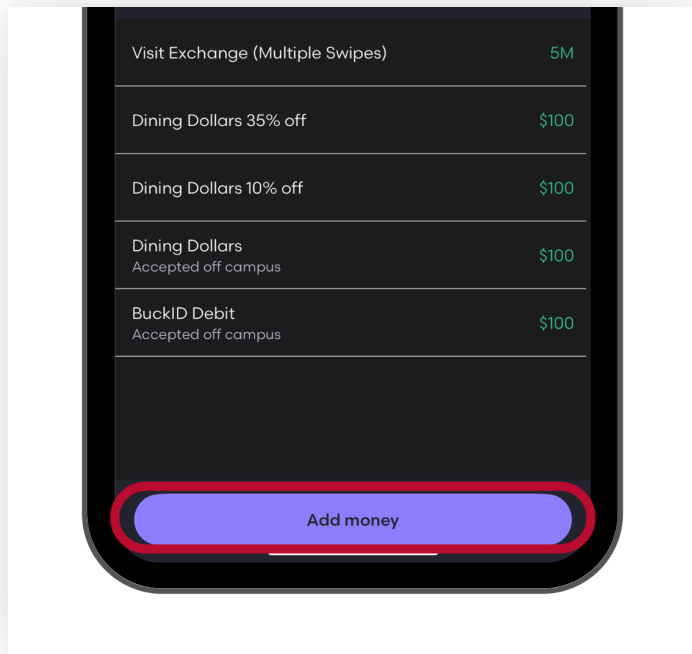 Visit Exchange (Multiple Swipes) 5M
Dining Dollars 35% off $100
Dining Dollars 10% off $100
Dining Dollars $100
Accepted off campus
BuckID Debit $100
Accepted off campus
Add money